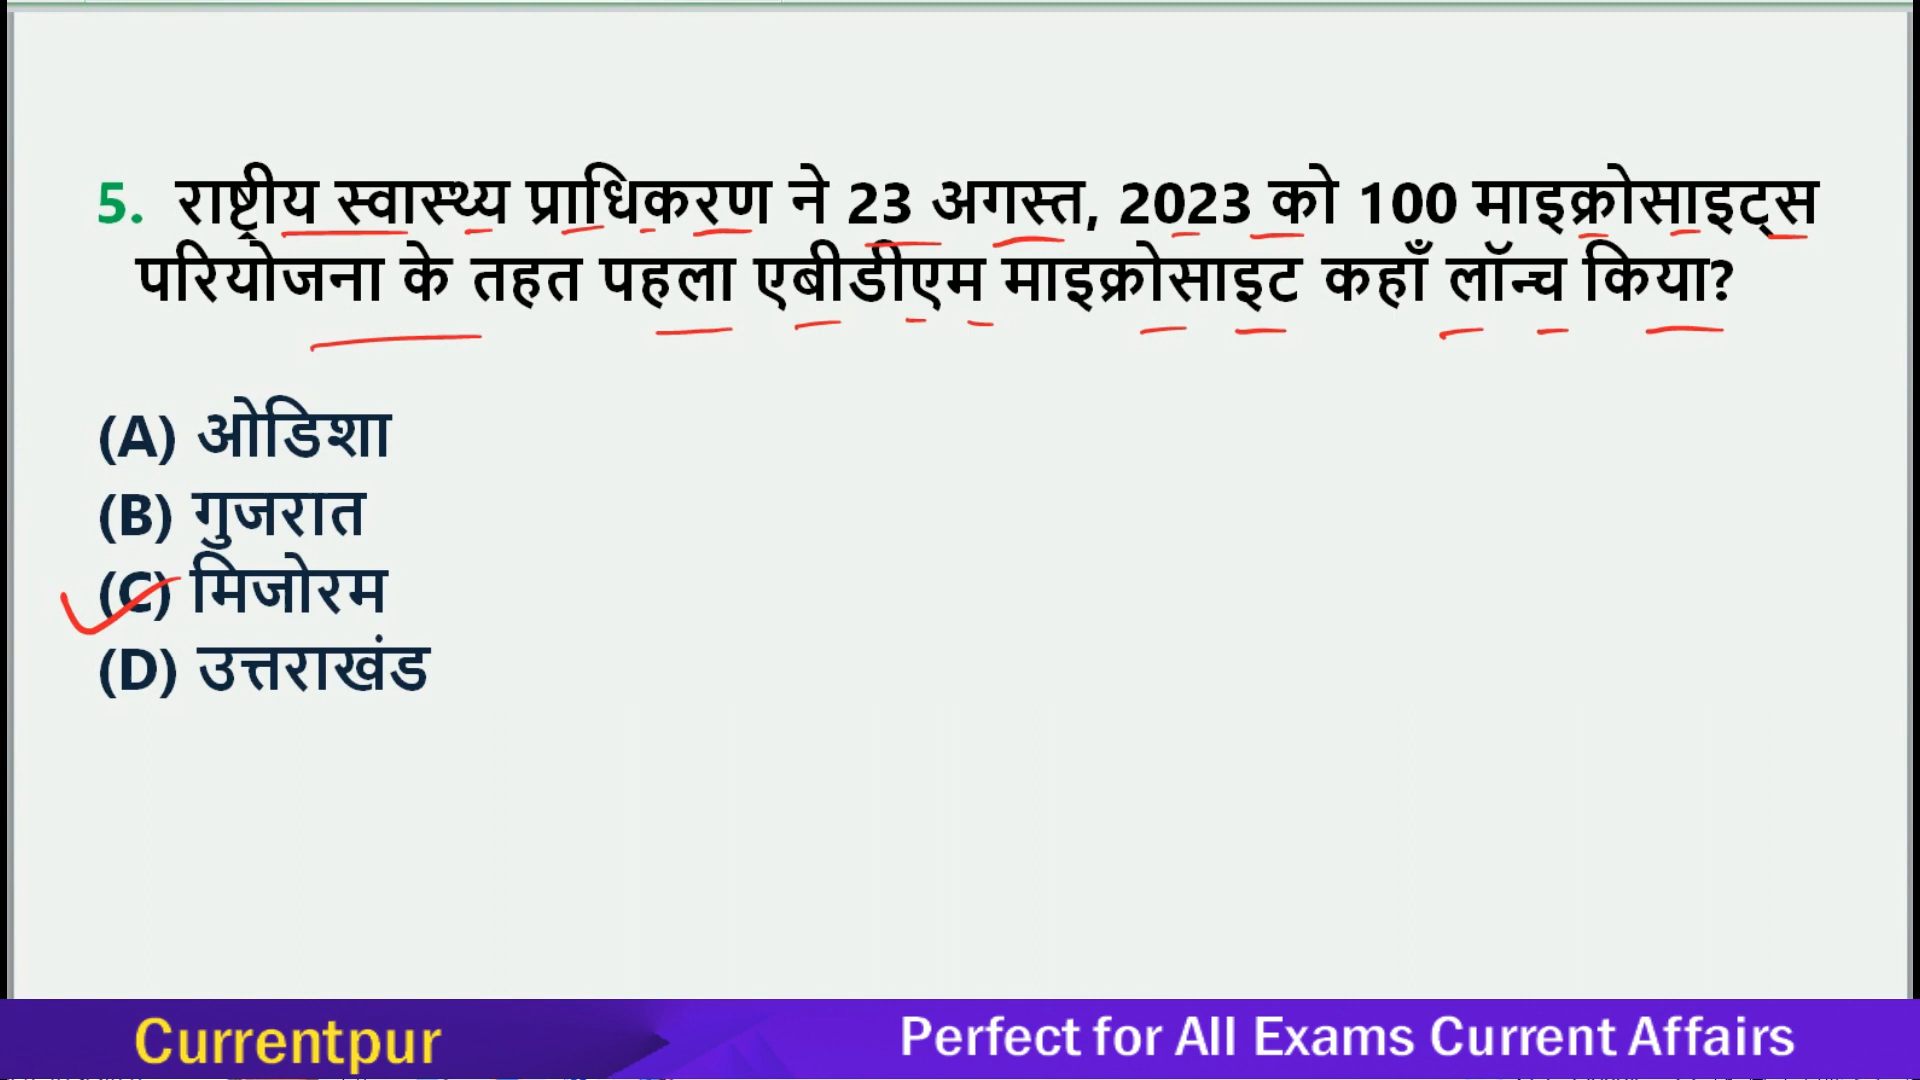 5. राष्ट्रीय स्वास्थ्य प्राधिकरण ने 23 अगस्त, 2023 को 100 माइक्रोसाइट्स
परियोजना के तहत पहला एबीडीएम माइक्रोसाइट कहाँ लॉन्च किया?
(A) ओडिशा
(B) गुजरात
(C) मिजोरम
(D) उत्तराखंड
Currentpur
Perfect for All Exams Current Affairs